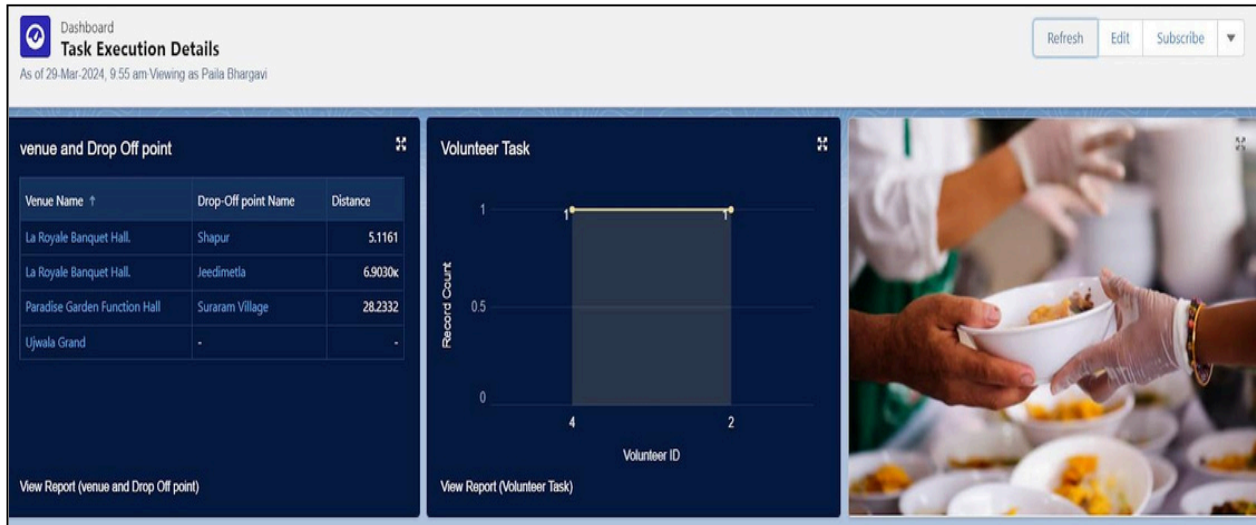 Dashboard
Task Execution Details
As of 29-Mar-2024, 9:55 am·Viewing as Paila Bhargavi
Refresh Edit Subscribe
venue and Drop Off point
Venue Name ↑ Drop-Off point Name Distance
La Royale Banquet Hall. Shapur 5.1161
La Royale Banquet Hall. Jeedimetla 6.9030к
Paradise Garden Function Hall Suraram Village 28.2332
Ujwala Grand - -
View Report (venue and Drop Off point)
Volunteer Task
Record Count
1
0.5
0
1 1
4 2
Volunteer ID
View Report (Volunteer Task)